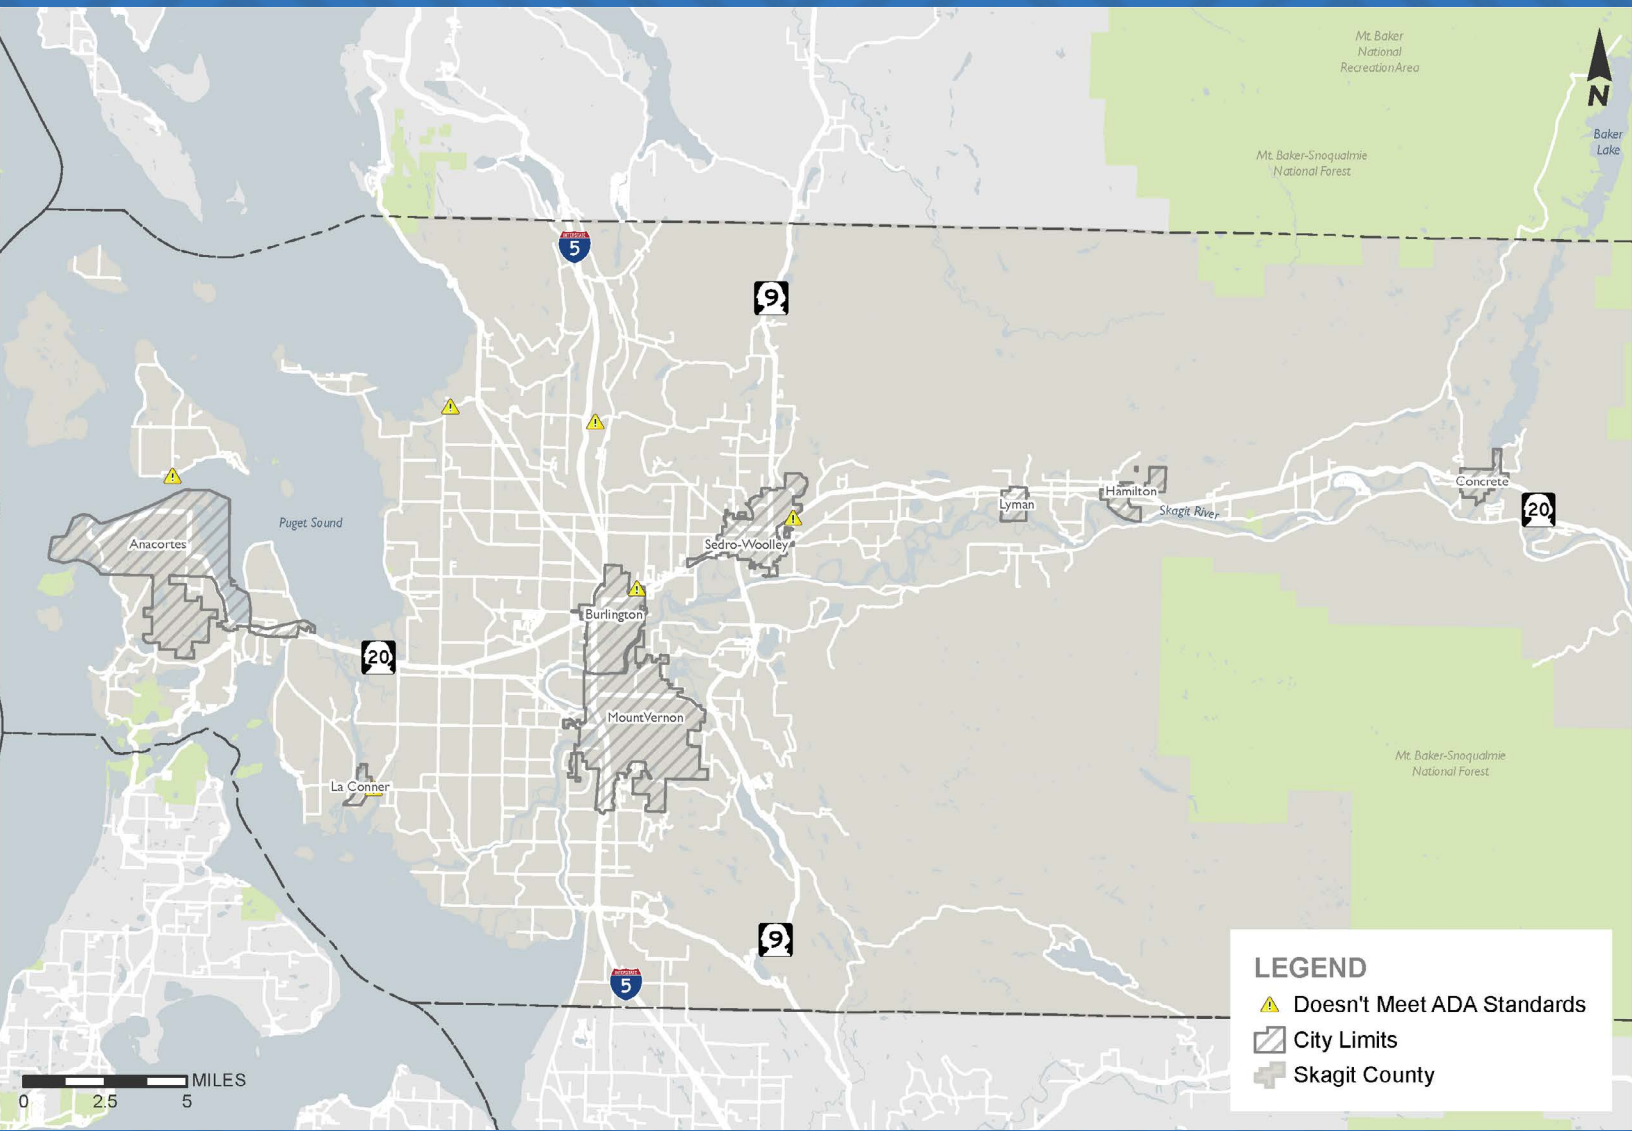 Mt. Baker
National
Recreation Area
N
Baker
Lake
Mt. Baker-Snoqualmie
National Forest
INTERSTATE
5
9
Puget Sound
Anacortes
Sedro-Woolley
Lyman
Hamilton
Skagit River
Concrete
20
Burlington
20
Mount Vernon
La Conner
Mt. Baker-Snoqualmie
National Forest
9
INTERSTATE
5
LEGEND
Doesn't Meet ADA Standards
City Limits
Skagit County
MILES
0 2.5 5